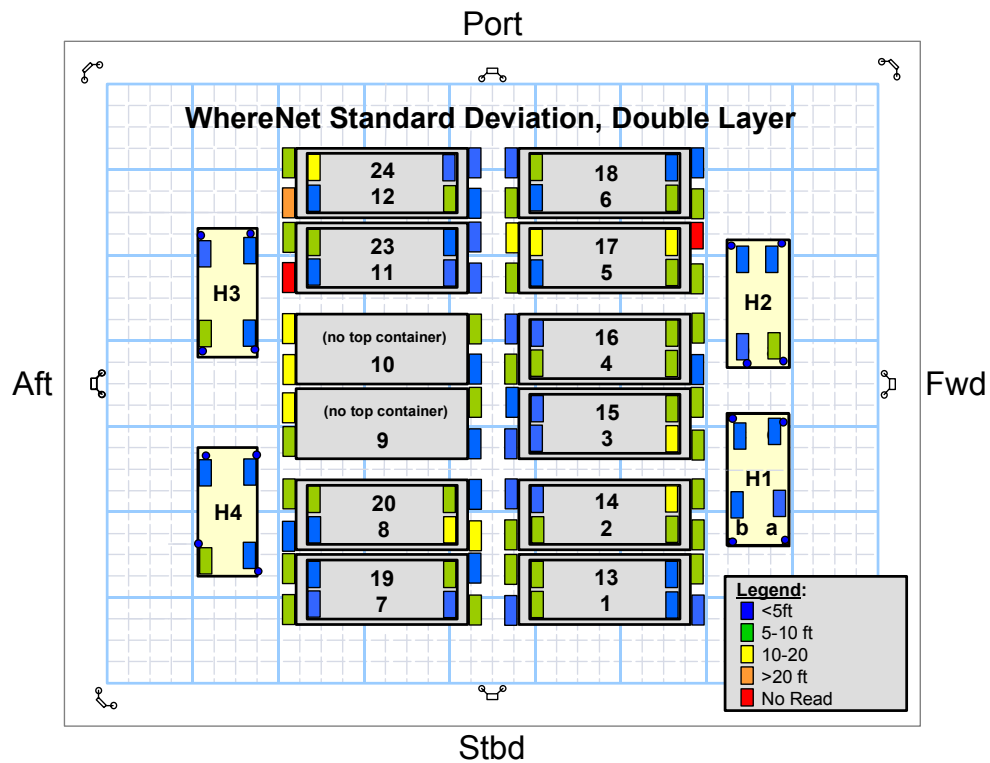 Port
WhereNet Standard Deviation, Double Layer
24
12
18
6
23
11
17
5
H3
H2
(no top container)
10
16
4
Aft
Fwd
(no top container)
9
15
3
H4
H1
b a
20
8
14
2
19
7
13
1
Legend:
<5ft
5-10 ft
10-20
>20 ft
No Read
Stbd